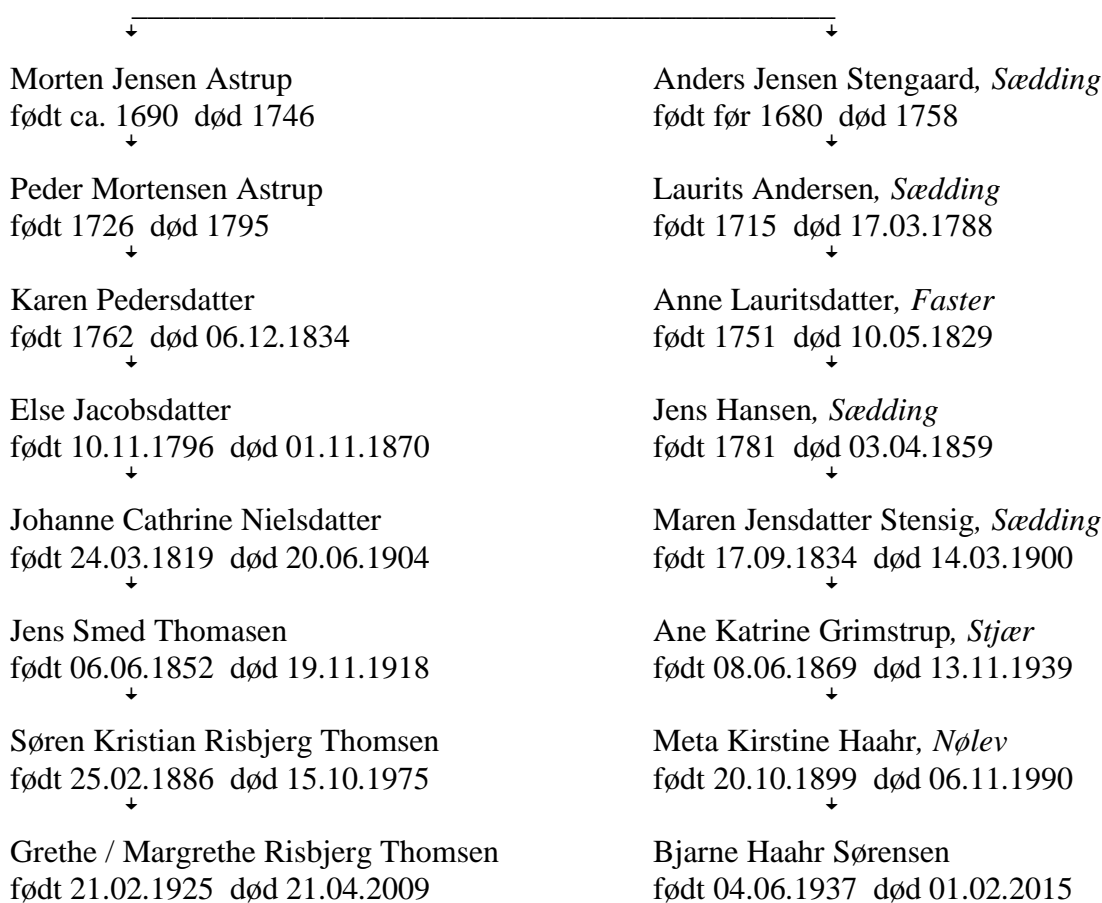 Morten Jensen Astrup
født ca. 1690 død 1746
Peder Mortensen Astrup
født 1726 død 1795
Karen Pedersdatter
født 1762 død 06.12.1834
Else Jacobsdatter
født 10.11.1796 død 01.11.1870
Johanne Cathrine Nielsdatter
født 24.03.1819 død 20.06.1904
Jens Smed Thomasen
født 06.06.1852 død 19.11.1918
Søren Kristian Risbjerg Thomsen
født 25.02.1886 død 15.10.1975
Grethe / Margrethe Risbjerg Thomsen
født 21.02.1925 død 21.04.2009
Anders Jensen Stengaard, Sædding
født før 1680 død 1758
Laurits Andersen, Sædding
født 1715 død 17.03.1788
Anne Lauritsdatter, Faster
født 1751 død 10.05.1829
Jens Hansen, Sædding
født 1781 død 03.04.1859
Maren Jensdatter Stensig, Sædding
født 17.09.1834 død 14.03.1900
Ane Katrine Grimstrup, Stjær
født 08.06.1869 død 13.11.1939
Meta Kirstine Haahr, Nølev
født 20.10.1899 død 06.11.1990
Bjarne Haahr Sørensen
født 04.06.1937 død 01.02.2015